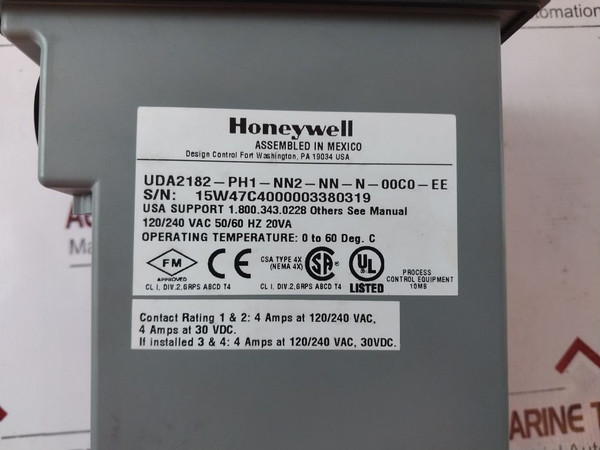 tomation
Honeywell
ASSEMBLED IN MEXICO
Design Control Fort Washington, PA 19034 USA
UDA2182-PH1-NN2-NN-N-00C0-EE
S/N: 15W47C4000003380319
USA SUPPORT 1.800.343.0228 Others See Manual
120/240 VAC 50/60 HZ 20VA
OPERATING TEMPERATURE: 0 to 60 Deg. C
FM
APPROVED
CL I, DIV.2,GRPS ABCD T4
CE
CSA TYPE 4X
(NEMA 4X)
SA
CL I, DIV.2,GRPS ABCD T4
UL
LISTED
PROCESS
CONTROL EQUIPMENT
10MB
Contact Rating 1 & 2: 4 Amps at 120/240 VAC,
4 Amps at 30 VDC.
If installed 3 & 4: 4 Amps at 120/240 VAC, 30VDC.
ARINE T